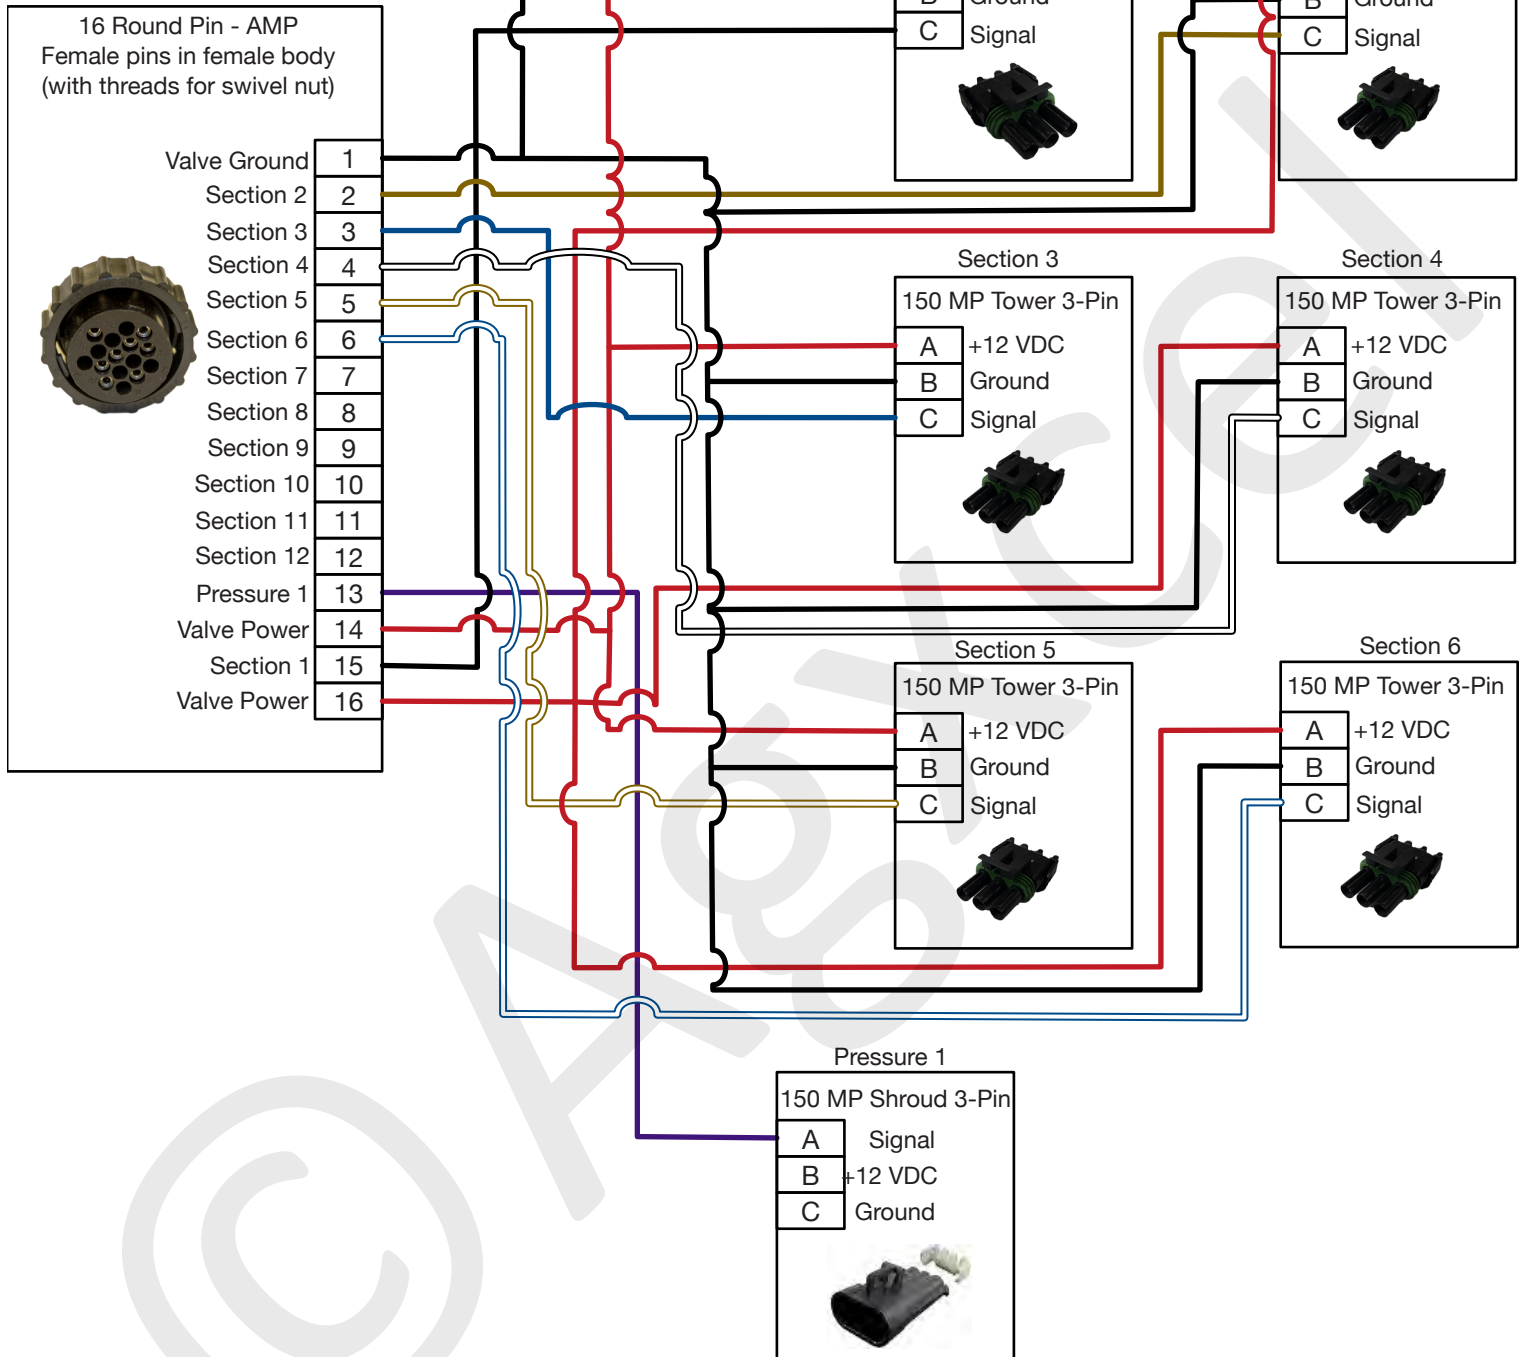 16 Round Pin - AMP
Female pins in female body
(with threads for swivel nut)
Valve Ground 1
Section 2 2
Section 3 3
Section 4 4
Section 5 5
Section 6 6
Section 7 7
Section 8 8
Section 9 9
Section 10 10
Section 11 11
Section 12 12
Pressure 1 13
Valve Power 14
Section 1 15
Valve Power 16
B Ground
C Signal
B Ground
C Signal
Section 3
150 MP Tower 3-Pin
A +12 VDC
B Ground
C Signal
Section 4
150 MP Tower 3-Pin
A +12 VDC
B Ground
C Signal
Section 5
150 MP Tower 3-Pin
A +12 VDC
B Ground
C Signal
Section 6
150 MP Tower 3-Pin
A +12 VDC
B Ground
C Signal
Pressure 1
150 MP Shroud 3-Pin
A Signal
B +12 VDC
C Ground
© Agxcel